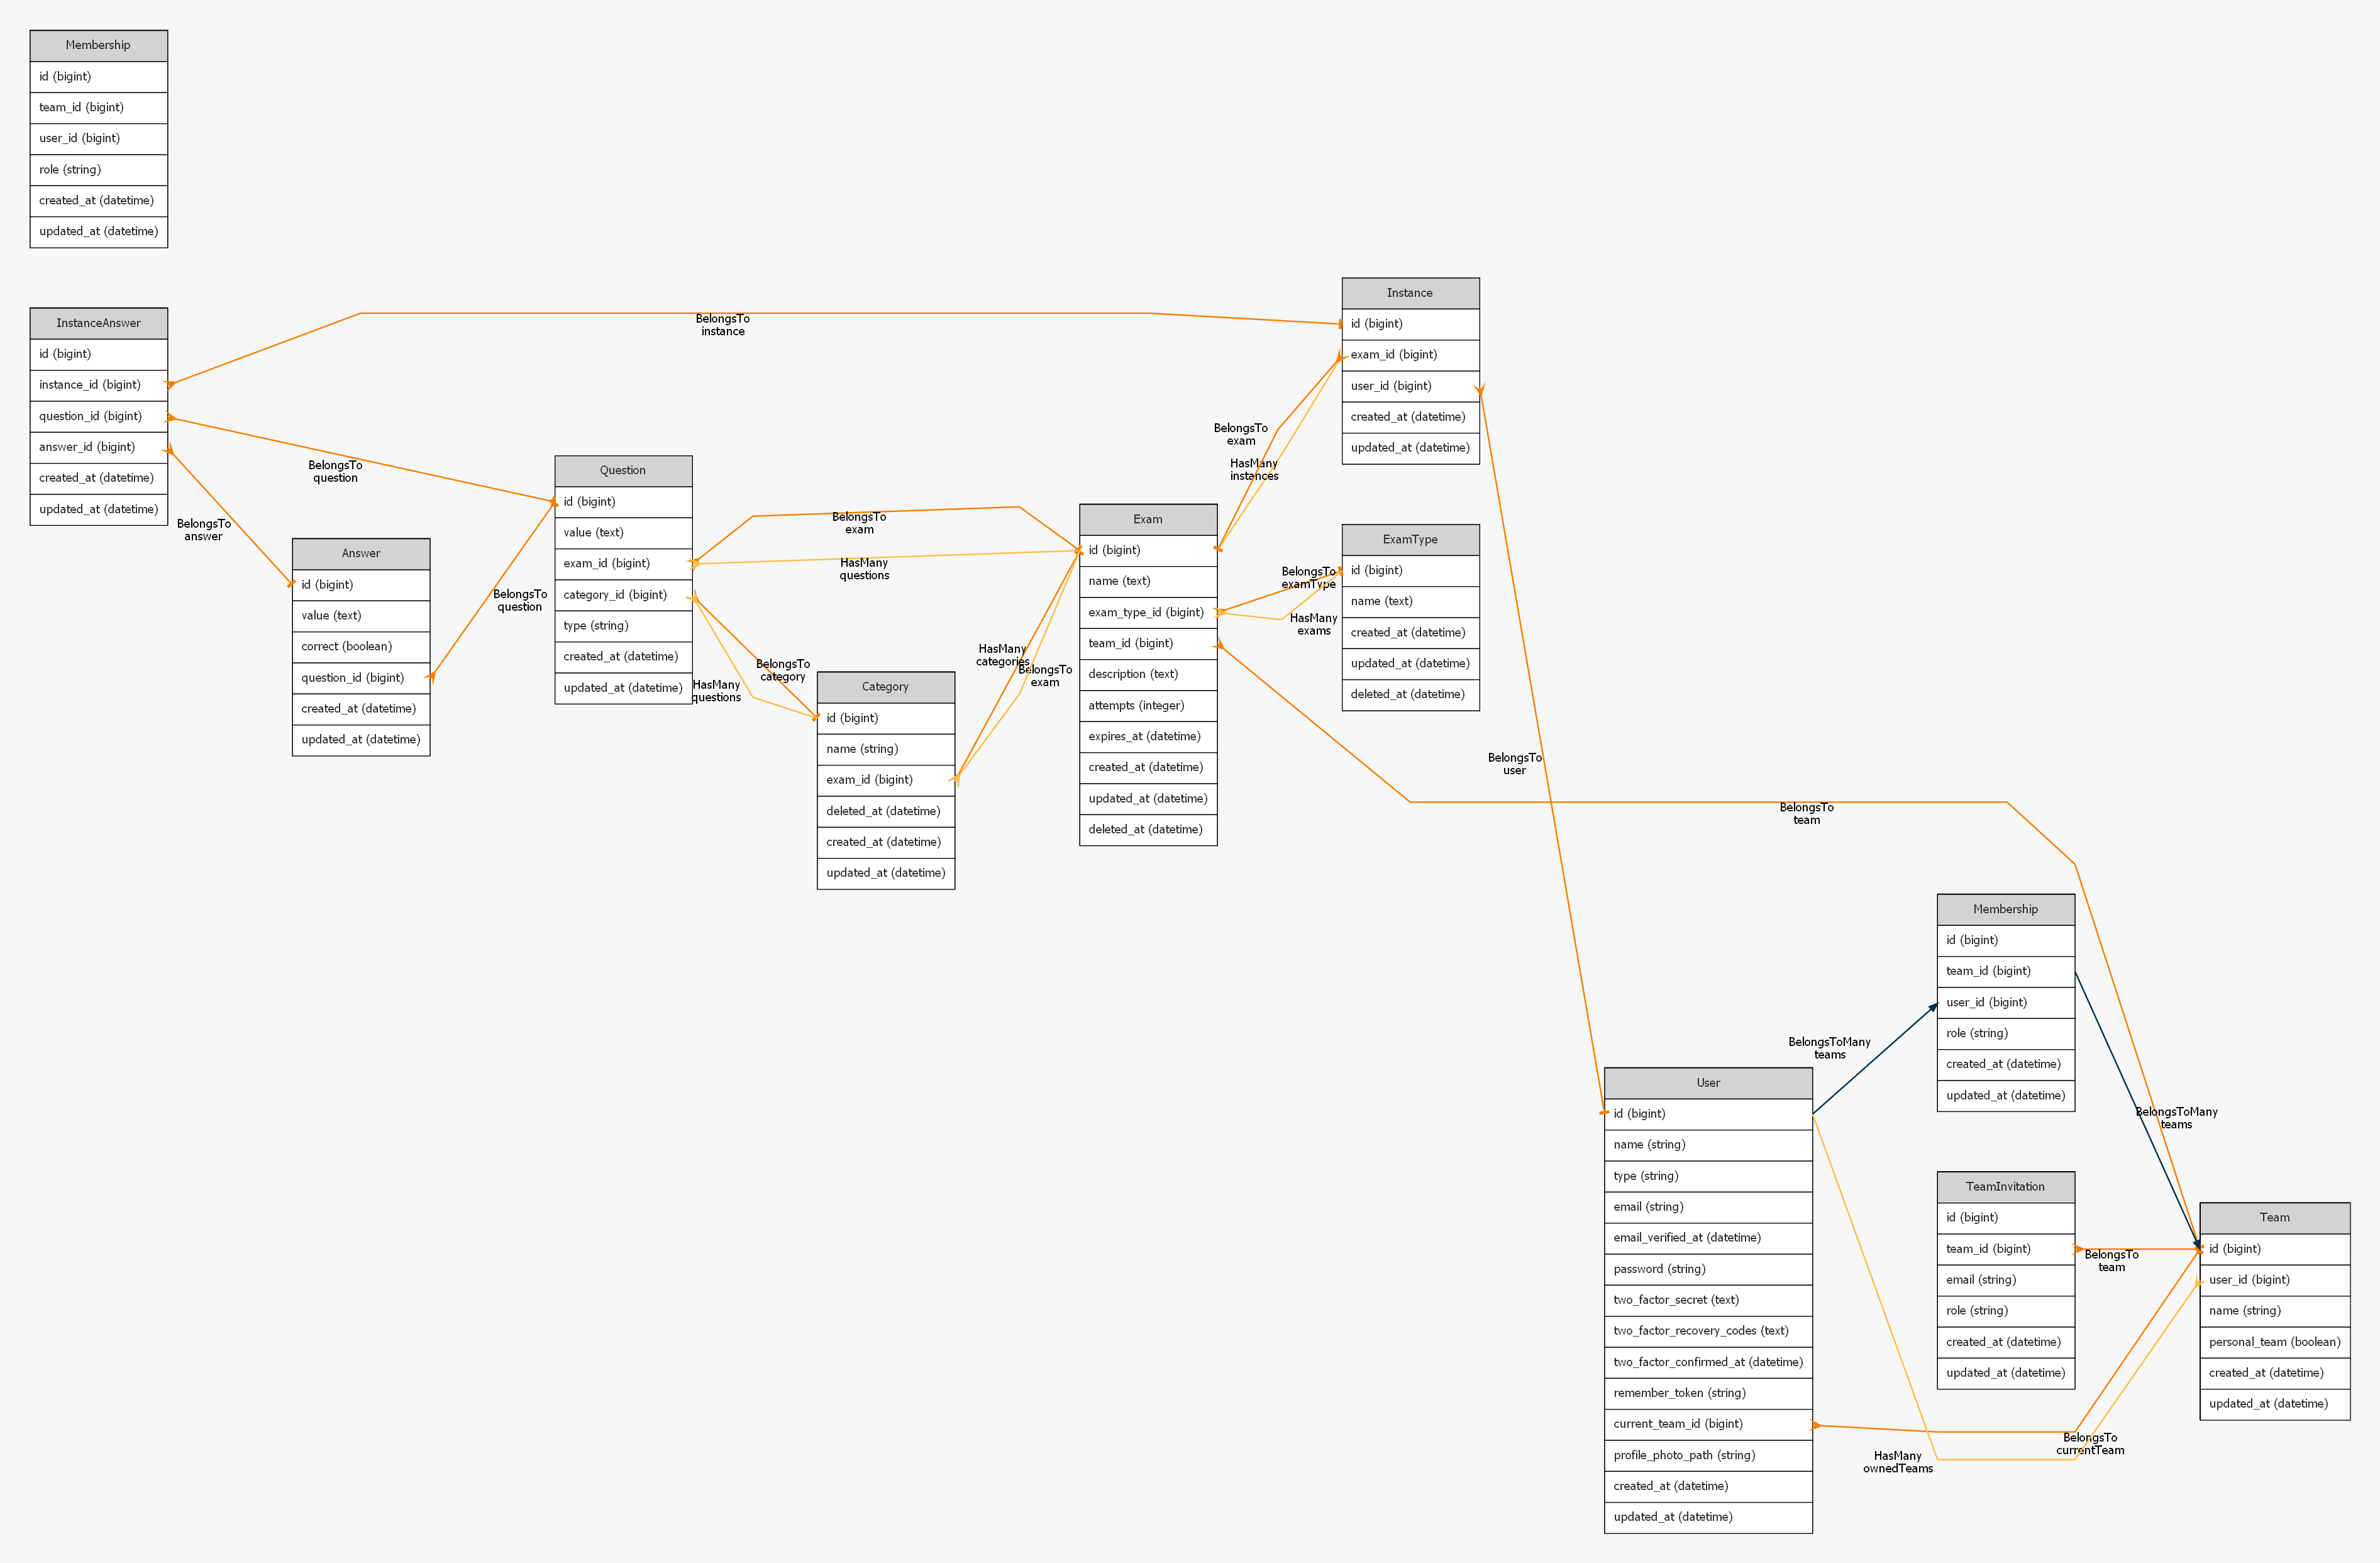 Membership
id (bigint)
team_id (bigint)
user_id (bigint)
role (string)
created_at (datetime)
updated_at (datetime)
InstanceAnswer
id (bigint)
instance_id (bigint)
question_id (bigint)
answer_id (bigint)
created_at (datetime)
updated_at (datetime)
BelongsTo
instance
BelongsTo
question
BelongsTo
answer
Answer
id (bigint)
value (text)
correct (boolean)
question_id (bigint)
created_at (datetime)
updated_at (datetime)
BelongsTo
question
Question
id (bigint)
value (text)
exam_id (bigint)
category_id (bigint)
type (string)
created_at (datetime)
updated_at (datetime)
BelongsTo
exam
HasMany
questions
BelongsTo
category
HasMany
questions
Category
id (bigint)
name (string)
exam_id (bigint)
deleted_at (datetime)
created_at (datetime)
updated_at (datetime)
HasMany
categories
BelongsTo
exam
Exam
id (bigint)
name (text)
exam_type_id (bigint)
team_id (bigint)
description (text)
attempts (integer)
expires_at (datetime)
created_at (datetime)
updated_at (datetime)
deleted_at (datetime)
BelongsTo
exam
HasMany
instances
BelongsTo
examType
HasMany
exams
Instance
id (bigint)
exam_id (bigint)
user_id (bigint)
created_at (datetime)
updated_at (datetime)
ExamType
id (bigint)
name (text)
created_at (datetime)
updated_at (datetime)
deleted_at (datetime)
BelongsTo
user
BelongsTo
team
User
id (bigint)
name (string)
type (string)
email (string)
email_verified_at (datetime)
password (string)
two_factor_secret (text)
two_factor_recovery_codes (text)
two_factor_confirmed_at (datetime)
remember_token (string)
current_team_id (bigint)
profile_photo_path (string)
created_at (datetime)
updated_at (datetime)
BelongsToMany
teams
Membership
id (bigint)
team_id (bigint)
user_id (bigint)
role (string)
created_at (datetime)
updated_at (datetime)
BelongsToMany
teams
TeamInvitation
id (bigint)
team_id (bigint)
email (string)
role (string)
created_at (datetime)
updated_at (datetime)
BelongsTo
team
BelongsTo
currentTeam
HasMany
ownedTeams
Team
id (bigint)
user_id (bigint)
name (string)
personal_team (boolean)
created_at (datetime)
updated_at (datetime)